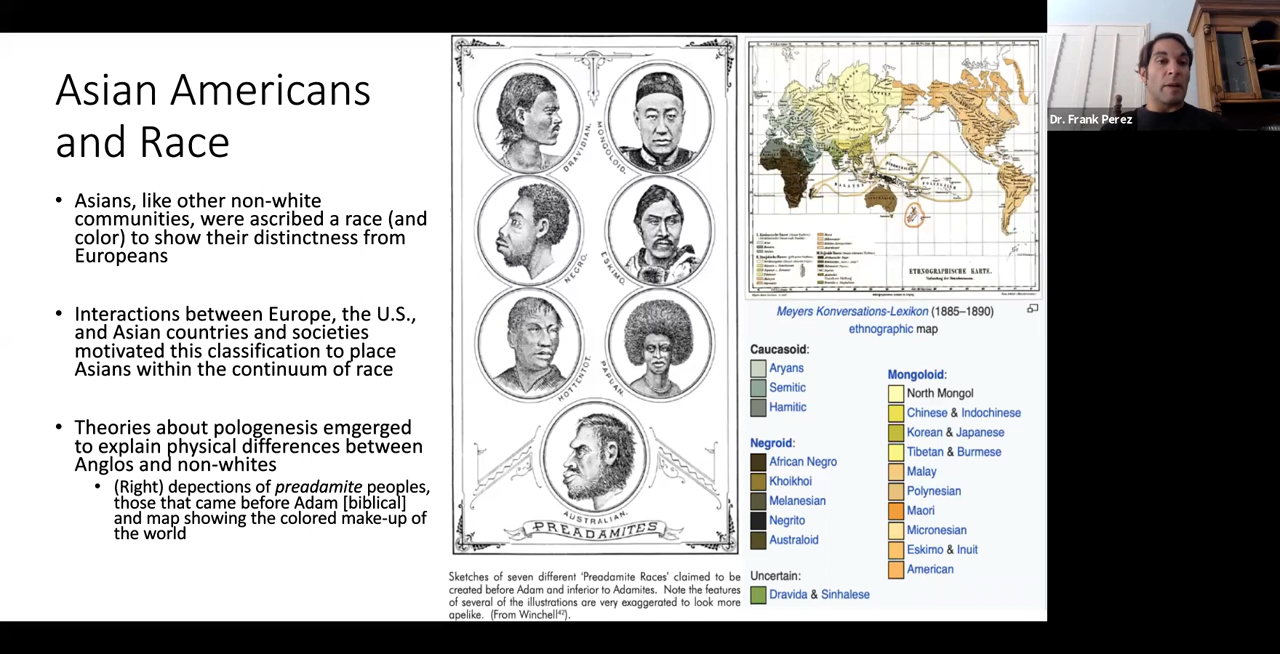 Asian Americans
and Race
• Asians, like other non-white
communities, were ascribed a race (and
color) to show their distinctness from
Europeans
• Interactions between Europe, the U.S.,
and Asian countries and societies
motivated this classification to place
Asians within the continuum of race
• Theories about pologenesis emgerged
to explain physical differences between
Anglos and non-whites
• (Right) depections of preadamite peoples,
those that came before Adam [biblical]
and map showing the colored make-up of
the world
DRAVIDIAN.
MONGOLOID.
NEGRO.
ESKIMO.
HOTTENTOT.
PAPUAN.
AUSTRALIAN.
PREADAMITES
Sketches of seven different 'Preadamite Races' claimed to be
created before Adam and inferior to Adamites. Note the features
of several of the illustrations are very exaggerated to look more
apelike. (From Winchell⁴²).
ETHNOGRAPHISCHE KARTE.
Meyers Konversations-Lexikon (1885–1890)
ethnographic map
Caucasoid:
Aryans
Semitic
Hamitic
Negroid:
African Negro
Khoikhoi
Melanesian
Negrito
Australoid
Uncertain:
Dravida & Sinhalese
Mongoloid:
North Mongol
Chinese & Indochinese
Korean & Japanese
Tibetan & Burmese
Malay
Polynesian
Maori
Micronesian
Eskimo & Inuit
American
Dr. Frank Perez